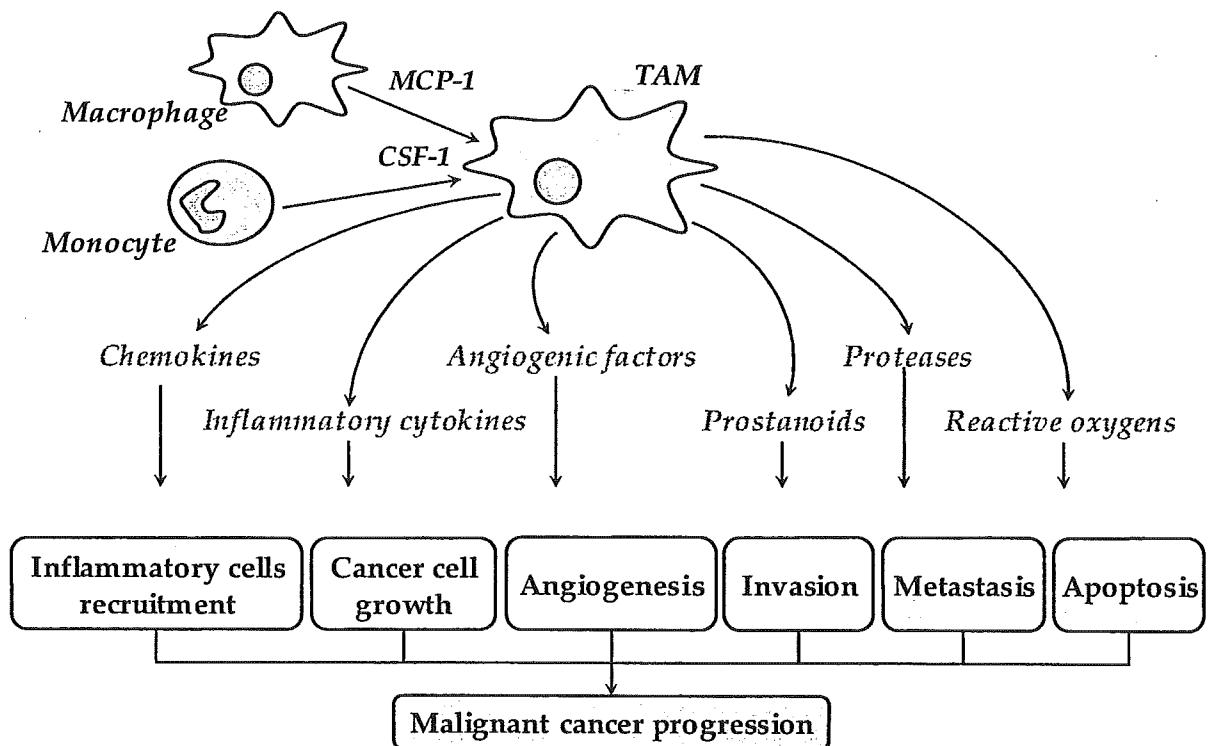 MCP-1
TAM
Macrophage
CSF-1
Monocyte
Chemokines
Angiogenic factors
Proteases
Inflammatory cytokines
Prostanoids
Reactive oxygens
Inflammatory cells
recruitment
Cancer cell
growth
Angiogenesis
Invasion
Metastasis
Apoptosis
Malignant cancer progression